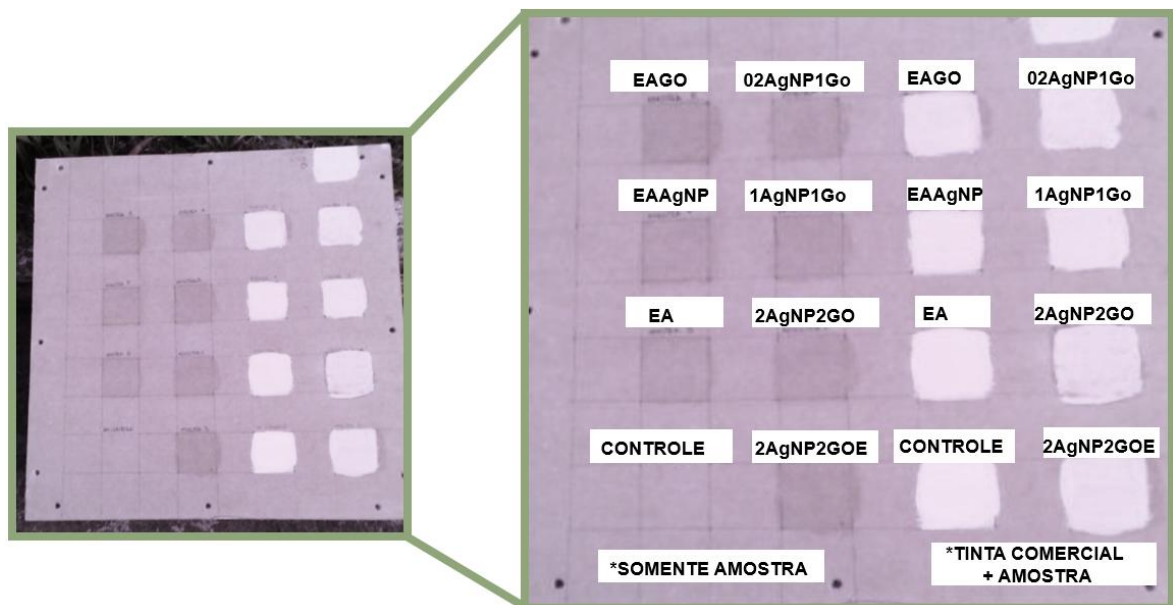 EAGO 02AgNP1Go EAGO 02AgNP1Go
EAAgNP 1AgNP1Go EAAgNP 1AgNP1Go
EA 2AgNP2GO EA 2AgNP2GO
CONTROLE 2AgNP2GOE CONTROLE 2AgNP2GOE
*SOMENTE AMOSTRA
*TINTA COMERCIAL
+ AMOSTRA